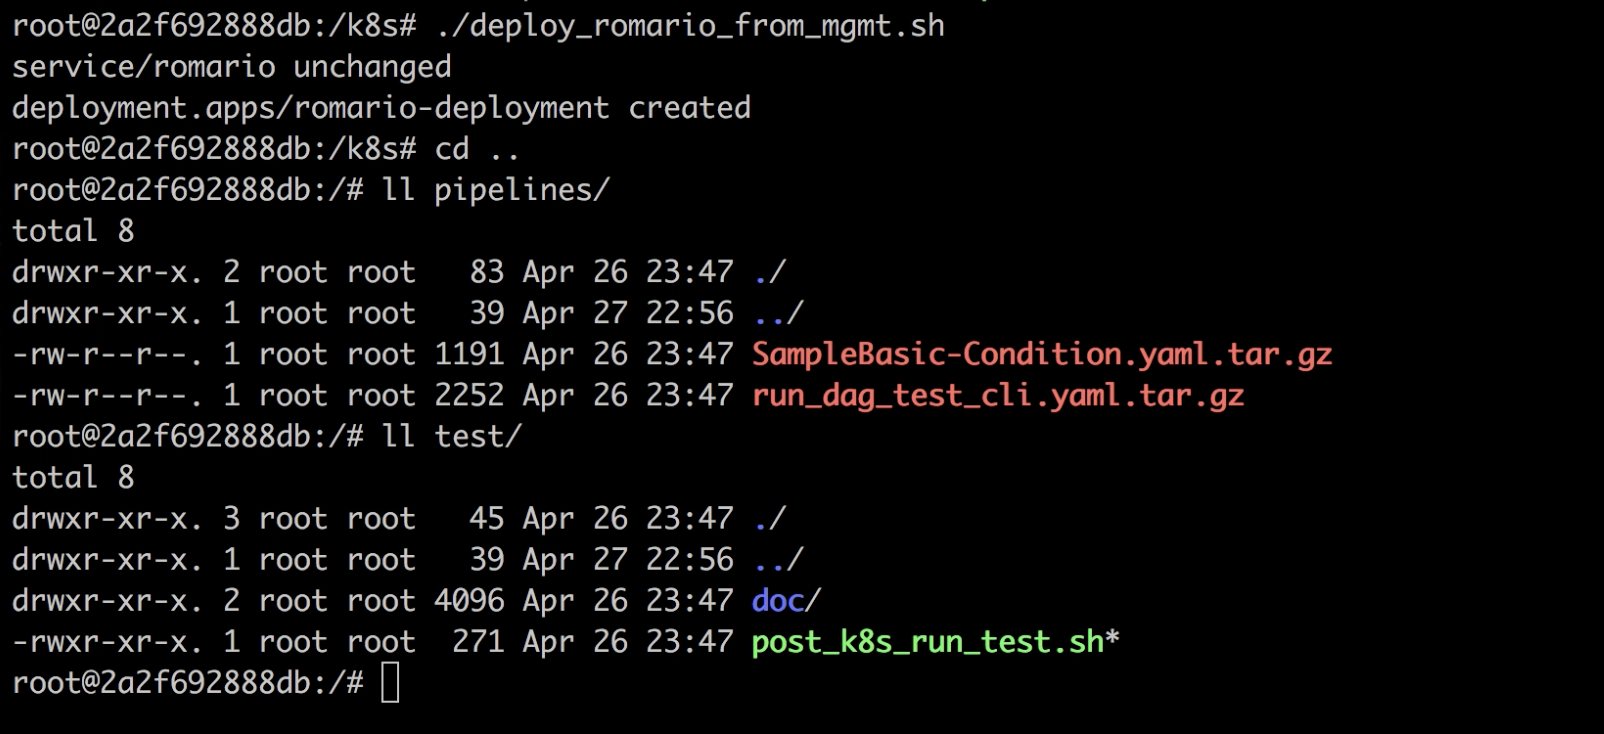 root@2a2f692888db:/k8s# ./deploy_romario_from_mgmt.sh
service/romario unchanged
deployment.apps/romario-deployment created
root@2a2f692888db:/k8s# cd ..
root@2a2f692888db:/# ll pipelines/
total 8
drwxr-xr-x. 2 root root   83 Apr 26 23:47 ./
drwxr-xr-x. 1 root root   39 Apr 27 22:56 ../
-rw-r--r--. 1 root root 1191 Apr 26 23:47 SampleBasic-Condition.yaml.tar.gz
-rw-r--r--. 1 root root 2252 Apr 26 23:47 run_dag_test_cli.yaml.tar.gz
root@2a2f692888db:/# ll test/
total 8
drwxr-xr-x. 3 root root   45 Apr 26 23:47 ./
drwxr-xr-x. 1 root root   39 Apr 27 22:56 ../
drwxr-xr-x. 2 root root 4096 Apr 26 23:47 doc/
-rwxr-xr-x. 1 root root  271 Apr 26 23:47 post_k8s_run_test.sh*
root@2a2f692888db:/#